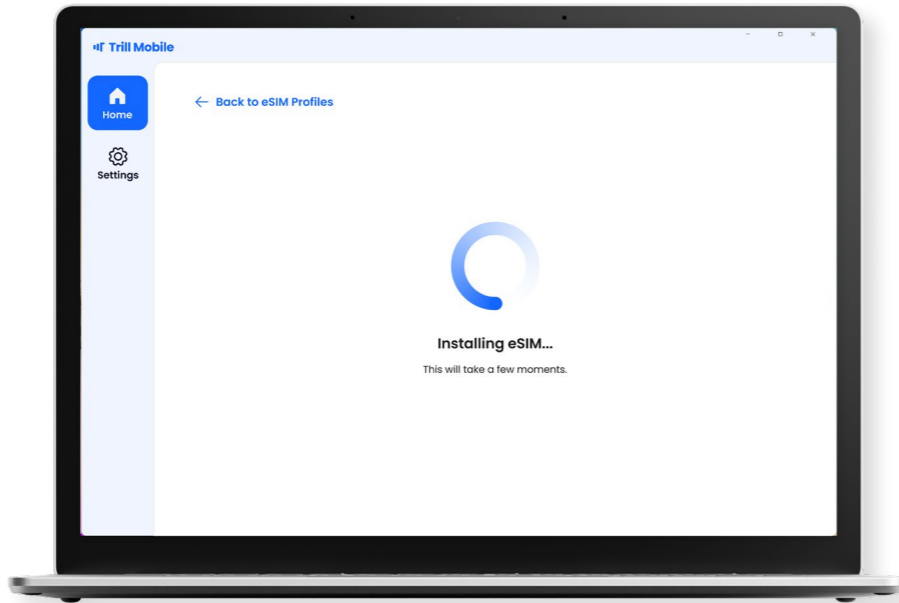 Trill Mobile
Home
Settings
← Back to eSIM Profiles
Installing eSIM...
This will take a few moments.